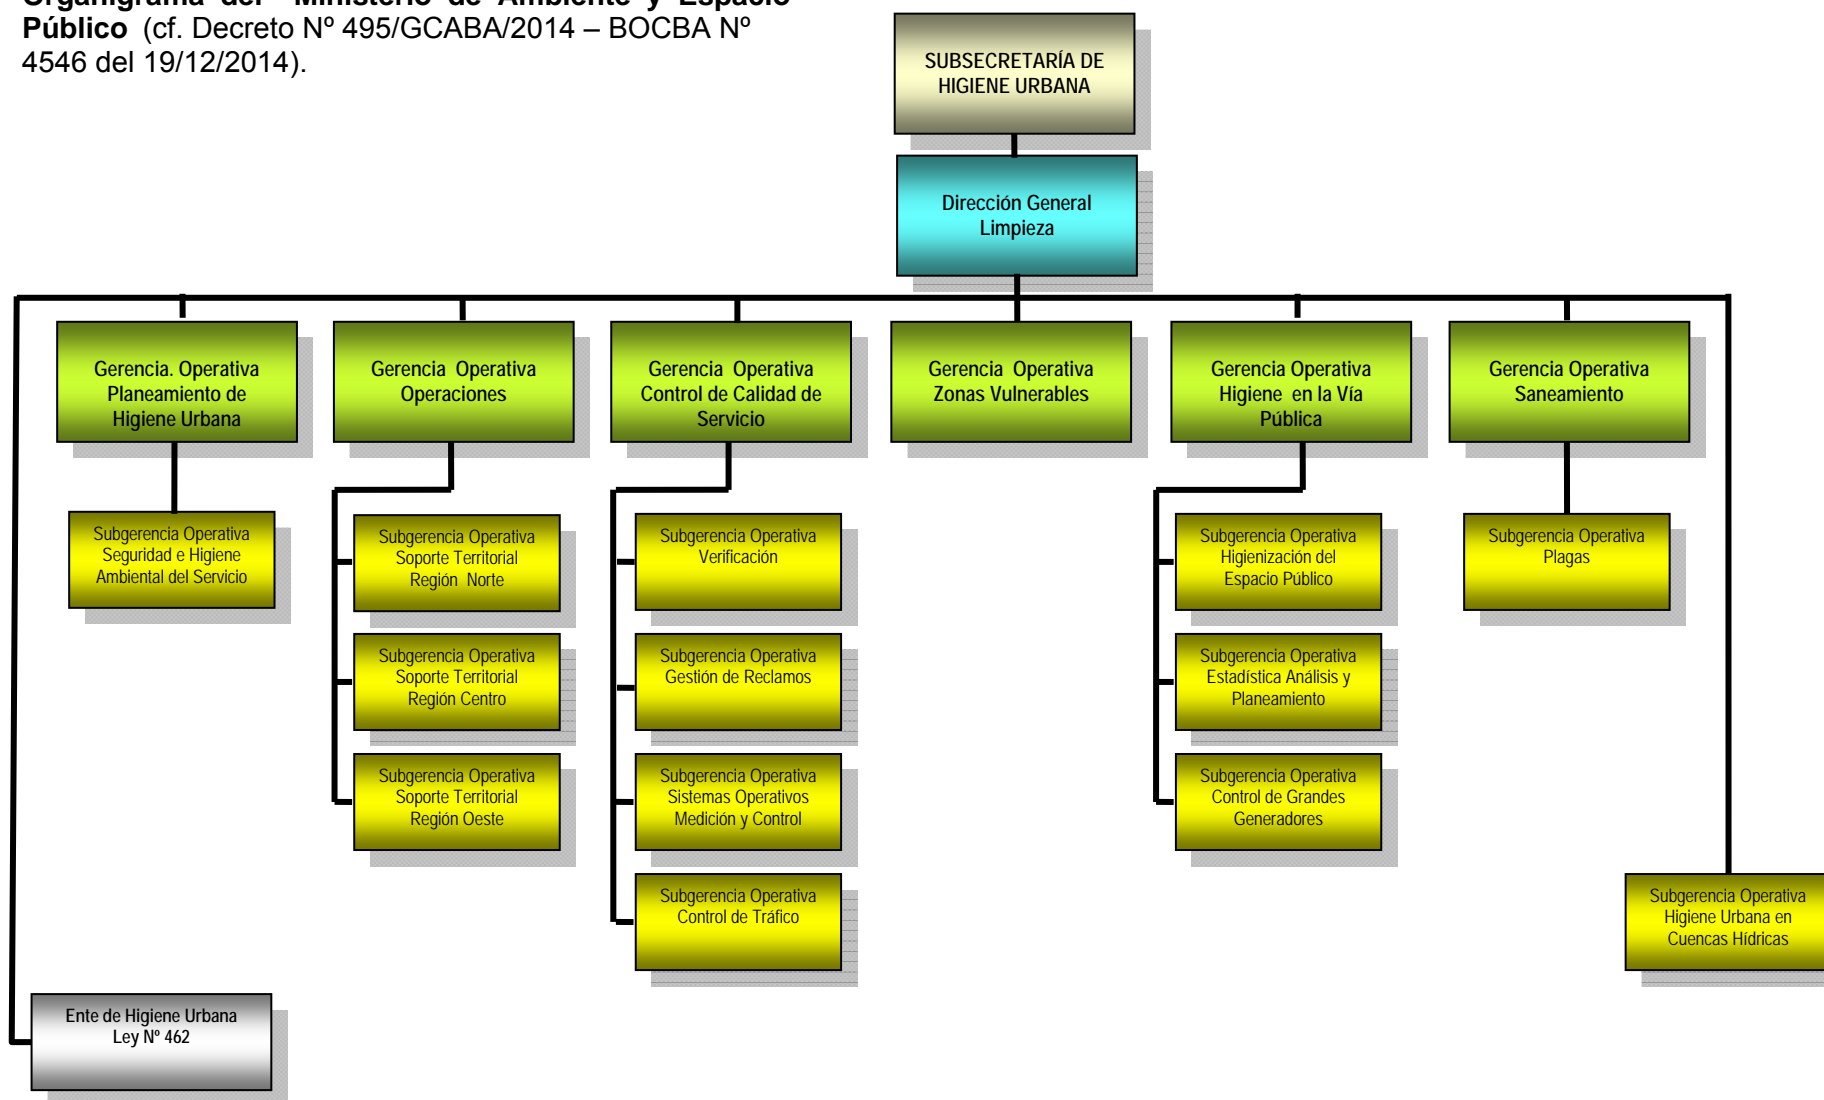 Organigrama del Ministerio de Ambiente y Espacio
Público (cf. Decreto Nº 495/GCABA/2014 – BOCBA Nº
4546 del 19/12/2014).
SUBSECRETARÍA DE
HIGIENE URBANA
Dirección General
Limpieza
Gerencia. Operativa
Planeamiento de
Higiene Urbana
Gerencia Operativa
Operaciones
Gerencia Operativa
Control de Calidad de
Servicio
Gerencia Operativa
Zonas Vulnerables
Gerencia Operativa
Higiene en la Vía
Pública
Gerencia Operativa
Saneamiento
Subgerencia Operativa
Seguridad e Higiene
Ambiental del Servicio
Subgerencia Operativa
Soporte Territorial
Región Norte
Subgerencia Operativa
Soporte Territorial
Región Centro
Subgerencia Operativa
Soporte Territorial
Región Oeste
Subgerencia Operativa
Verificación
Subgerencia Operativa
Gestión de Reclamos
Subgerencia Operativa
Sistemas Operativos
Medición y Control
Subgerencia Operativa
Control de Tráfico
Subgerencia Operativa
Higienización del
Espacio Público
Subgerencia Operativa
Estadística Análisis y
Planeamiento
Subgerencia Operativa
Control de Grandes
Generadores
Subgerencia Operativa
Plagas
Subgerencia Operativa
Higiene Urbana en
Cuencas Hídricas
Ente de Higiene Urbana
Ley Nº 462